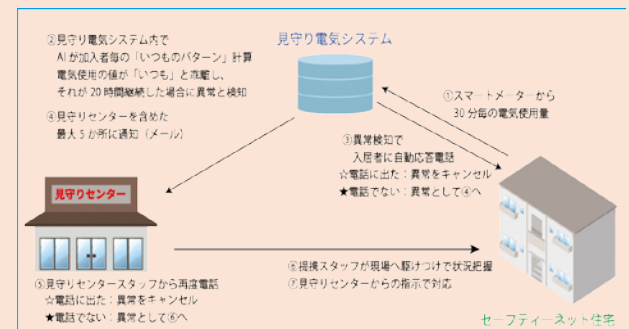 見守り電気システム
②見守り電気システム内で
AIが加入者毎の「いつものパターン」計算
電気使用の値が「いつも」と乖離し、
それが20時間継続した場合に異常と検知
④見守りセンターを含めた
最大5か所に通知（メール）
①スマートメーターから
30分毎の電気使用量
③異常検知で
入居者に自動応答電話
☆電話に出た：異常をキャンセル
★電話でない：異常として④へ
見守りセンター
⑤見守りセンタースタッフから再度電話
☆電話に出た：異常をキャンセル
★電話でない：異常として⑥へ
⑥提携スタッフが現場へ駆けつけで状況把握
⑦見守りセンターからの指示で対応
セーフティーネット住宅